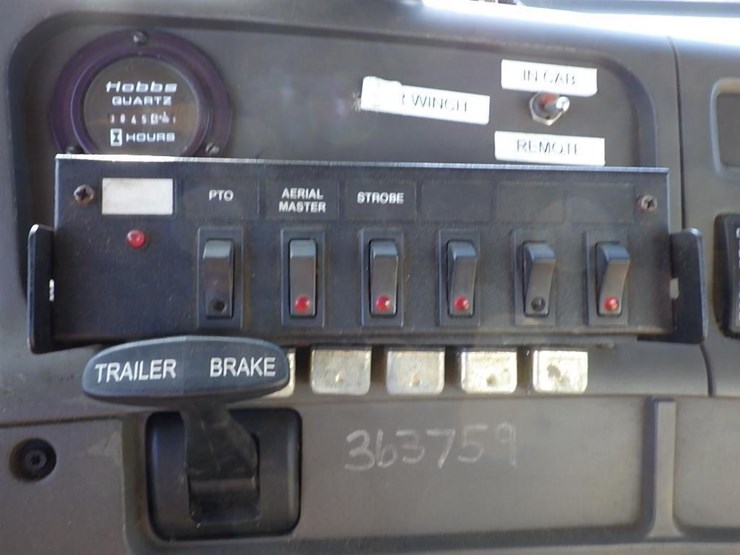 Hobbs
QUARTZ
HOURS
WINCH
IN CAB
REMOTE
PTO
AERIAL
MASTER
STROBE
TRAILER BRAKE
363759